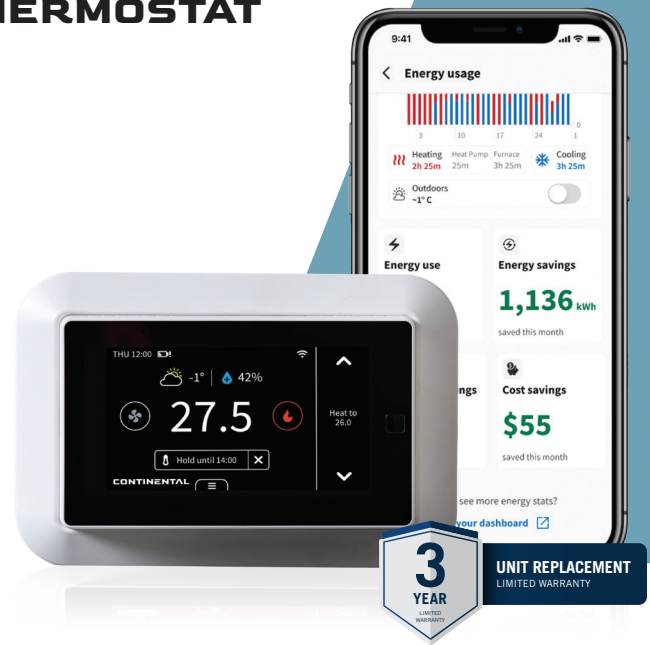 HERMOSTAT
9:41
Energy usage
0
3 10 17 24 1
Heating Heat Pump Furnace Cooling
2h 25m 25m 3h 25m 3h 25m
Outdoors
~1° C
Energy use
Energy savings
1,136 kWh
saved this month
ngs
Cost savings
$55
saved this month
see more energy stats?
your dashboard
THU 12:00
-1° 42%
27.5
Heat to
26.0
Hold until 14:00
CONTINENTAL
3
YEAR
LIMITED
WARRANTY
UNIT REPLACEMENT
LIMITED WARRANTY